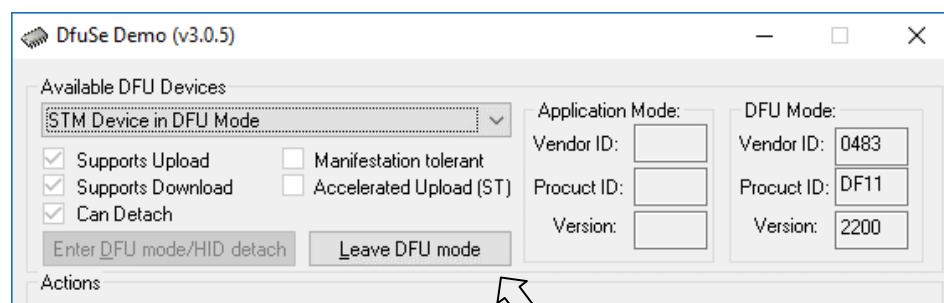 DfuSe Demo (v3.0.5)
Available DFU Devices
STM Device in DFU Mode
Supports Upload
Manifestation tolerant
Supports Download
Accelerated Upload (ST)
Can Detach
Enter DFU mode/HID detach
Leave DFU mode
Application Mode:
Vendor ID:
Procuct ID:
Version:
DFU Mode:
Vendor ID: 0483
Procuct ID: DF11
Version: 2200
Actions